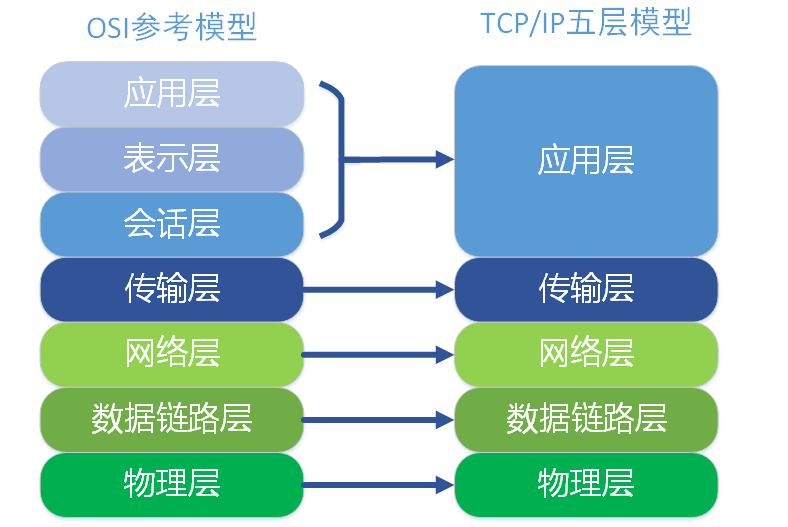 OSI参考模型
应用层
表示层
会话层
传输层
网络层
数据链路层
物理层
TCP/IP五层模型
应用层
传输层
网络层
数据链路层
物理层